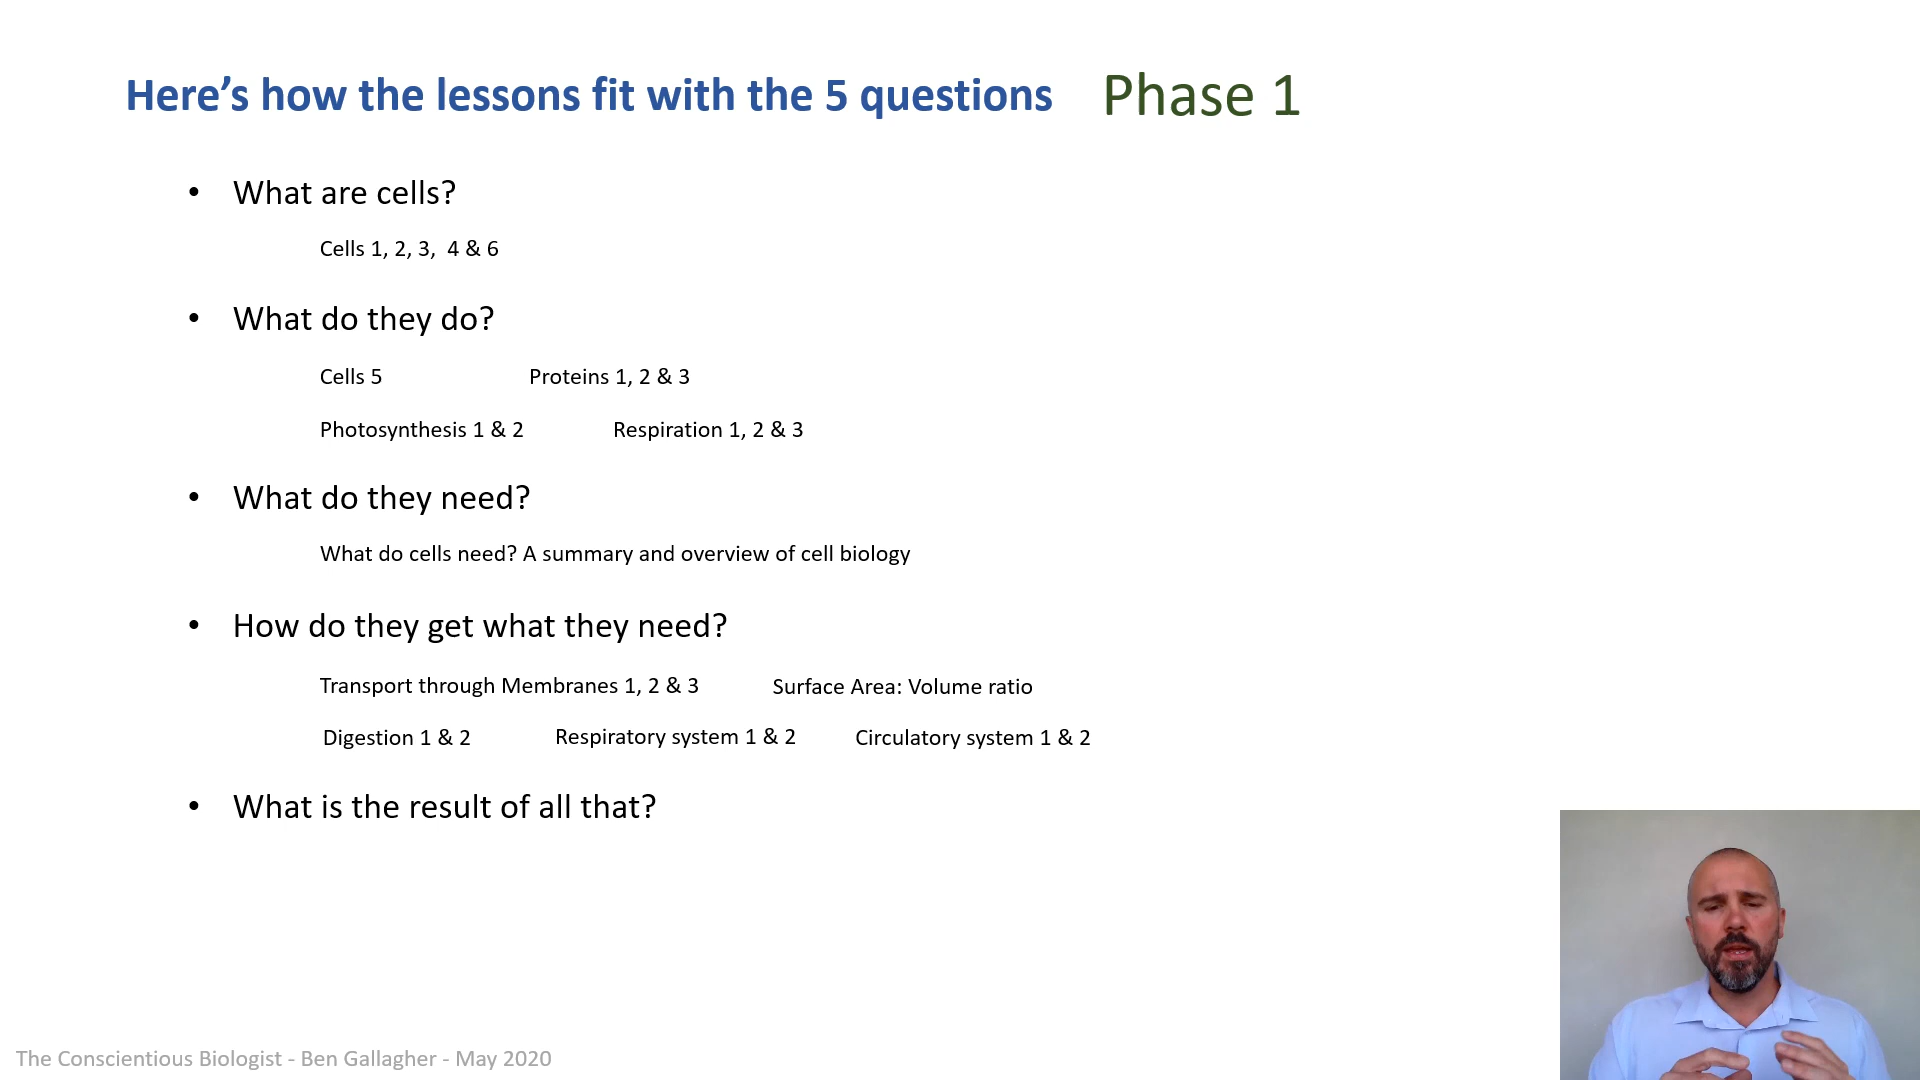 Here’s how the lessons fit with the 5 questions Phase 1
• What are cells?
Cells 1, 2, 3,  4 & 6
• What do they do?
Cells 5 Proteins 1, 2 & 3
Photosynthesis 1 & 2 Respiration 1, 2 & 3
• What do they need?
What do cells need? A summary and overview of cell biology
• How do they get what they need?
Transport through Membranes 1, 2 & 3 Surface Area: Volume ratio
Digestion 1 & 2 Respiratory system 1 & 2 Circulatory system 1 & 2
• What is the result of all that?
The Conscientious Biologist - Ben Gallagher - May 2020